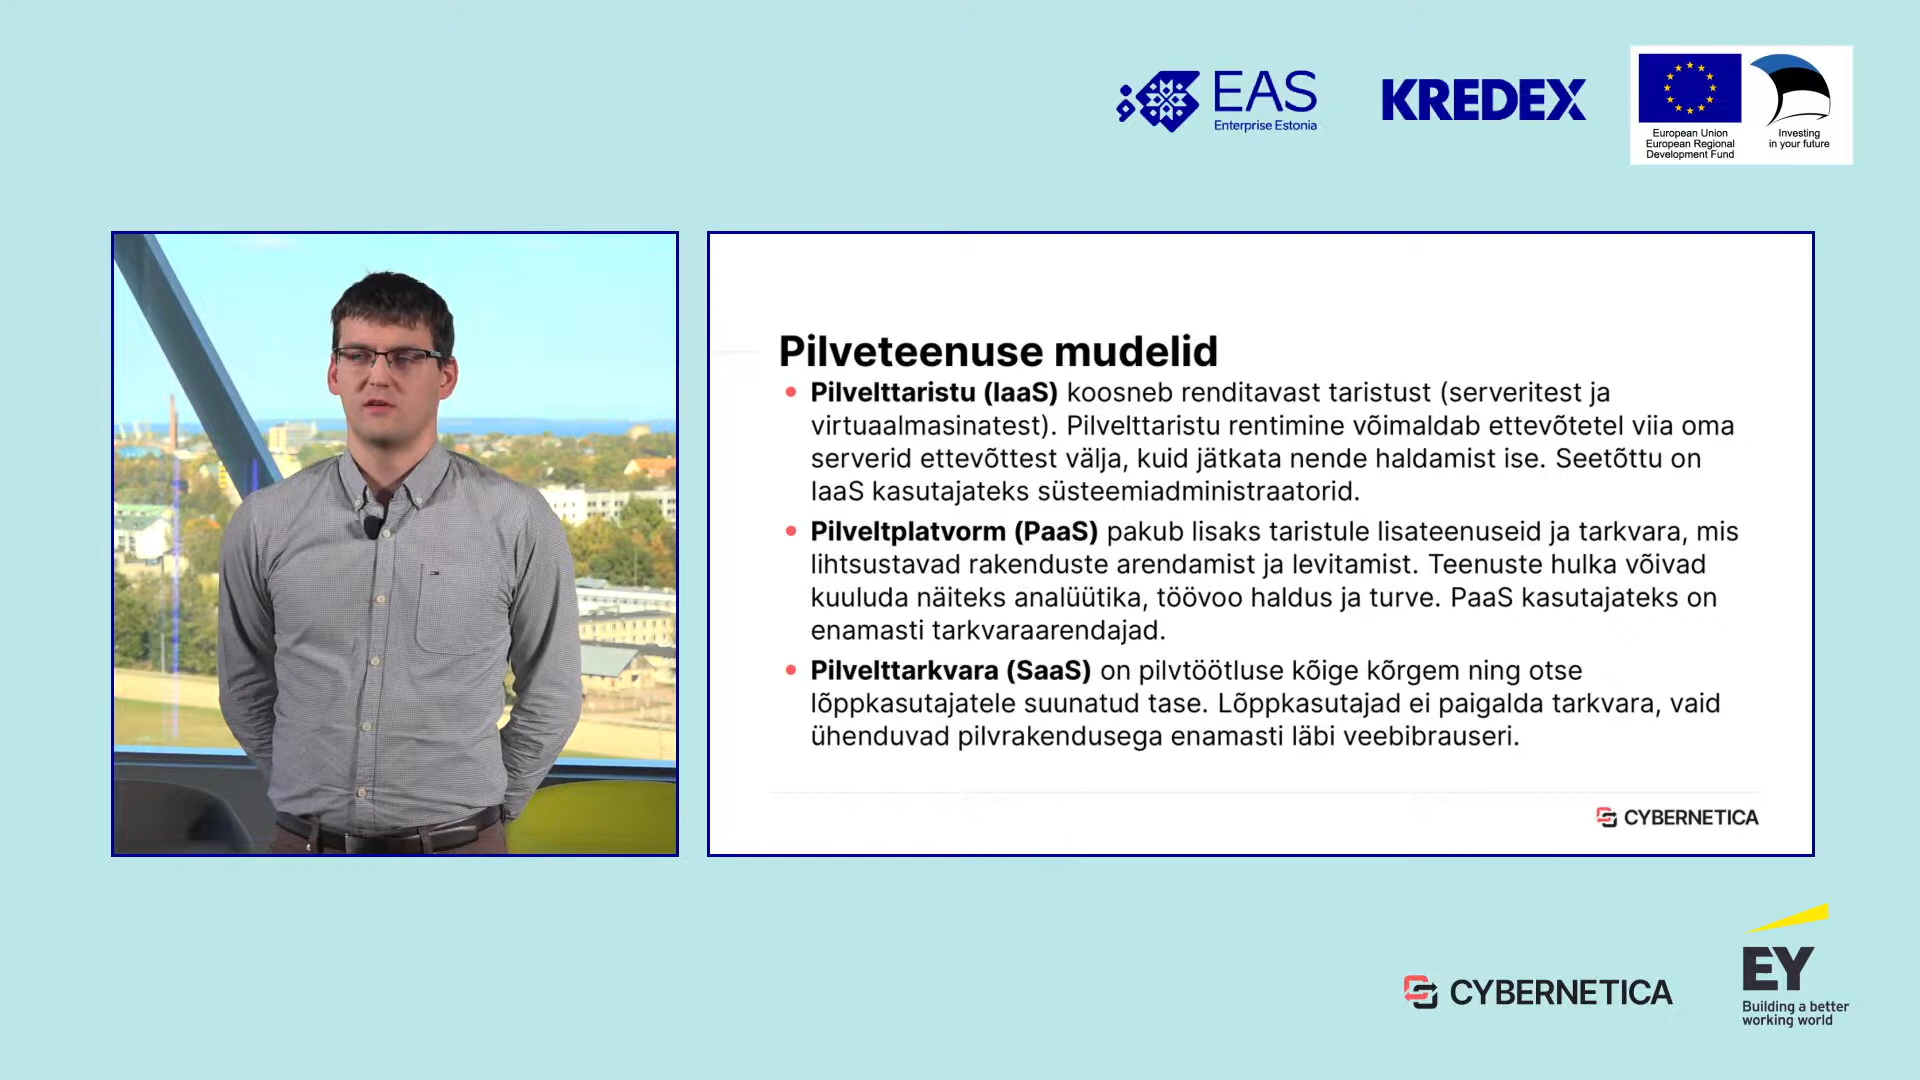 EAS
Enterprise Estonia
KREDEX
European Union
European Regional
Development Fund
Investing
in your future
Pilveteenuse mudelid
• Pilvelttaristu (IaaS) koosneb renditavast taristust (serveritest ja
virtuaalmasinatest). Pilvelttaristu rentimine võimaldab ettevõtetel viia oma
serverid ettevõttest välja, kuid jätkata nende haldamist ise. Seetõttu on
IaaS kasutajateks süsteemiadministraatorid.
• Pilveltplatvorm (PaaS) pakub lisaks taristule lisateenuseid ja tarkvara, mis
lihtsustavad rakenduste arendamist ja levitamist. Teenuste hulka võivad
kuuluda näiteks analüütika, töövoo haldus ja turve. PaaS kasutajateks on
enamasti tarkvaraarendajad.
• Pilvelttarkvara (SaaS) on pilvtöötluse kõige kõrgem ning otse
lõppkasutajatele suunatud tase. Lõppkasutajad ei paigalda tarkvara, vaid
ühenduvad pilvrakendusega enamasti läbi veebibrauseri.
CYBERNETICA
CYBERNETICA
EY
Building a better
working world